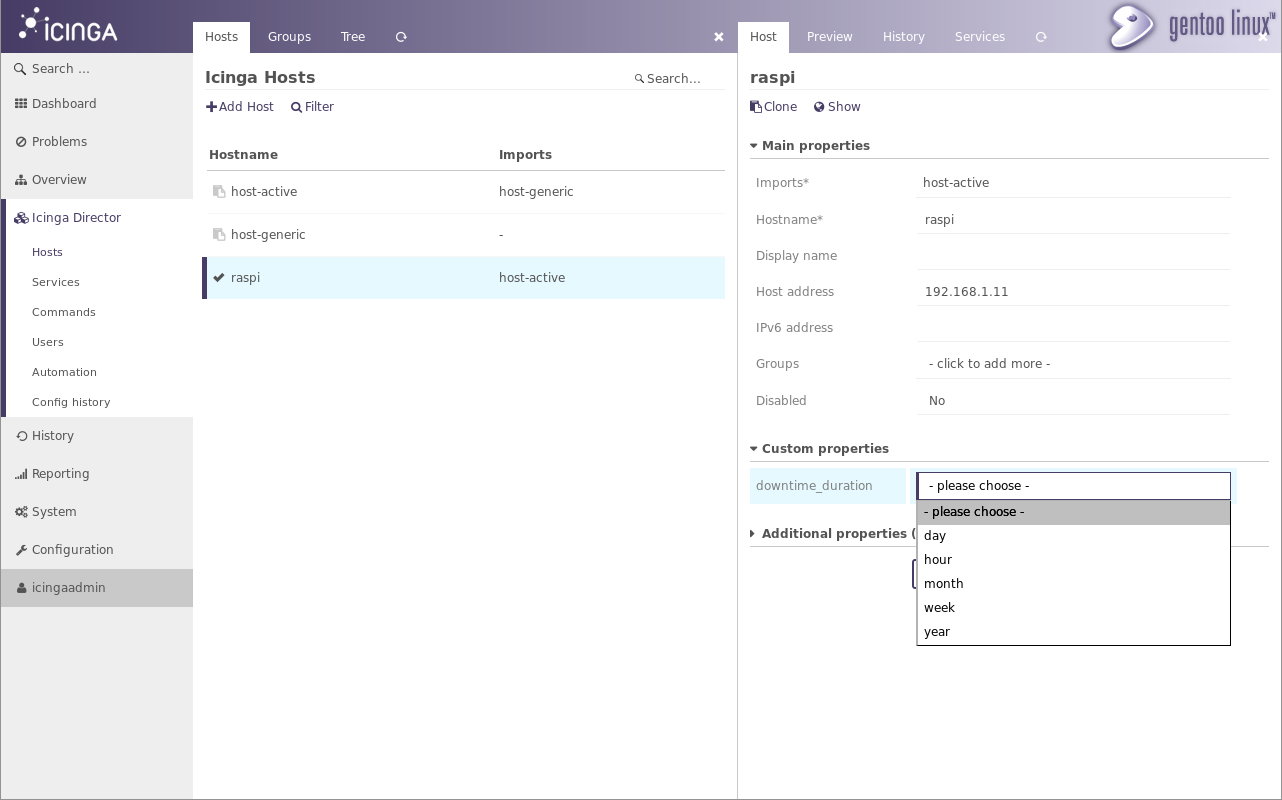 ICINGA
Hosts
Groups
Tree
Host
Preview
History
Services
gentoo linux™
Search ...
Dashboard
Problems
Overview
Icinga Director
Hosts
Services
Commands
Users
Automation
Config history
History
Reporting
System
Configuration
icingaadmin
Icinga Hosts
Search...
Add Host
Filter
Hostname Imports
host-active host-generic
host-generic -
raspi host-active
raspi
Clone
Show
Main properties
Imports* host-active
Hostname* raspi
Display name
Host address 192.168.1.11
IPv6 address
Groups - click to add more -
Disabled No
Custom properties
downtime_duration - please choose -
- please choose -
day
hour
month
week
year
Additional properties (